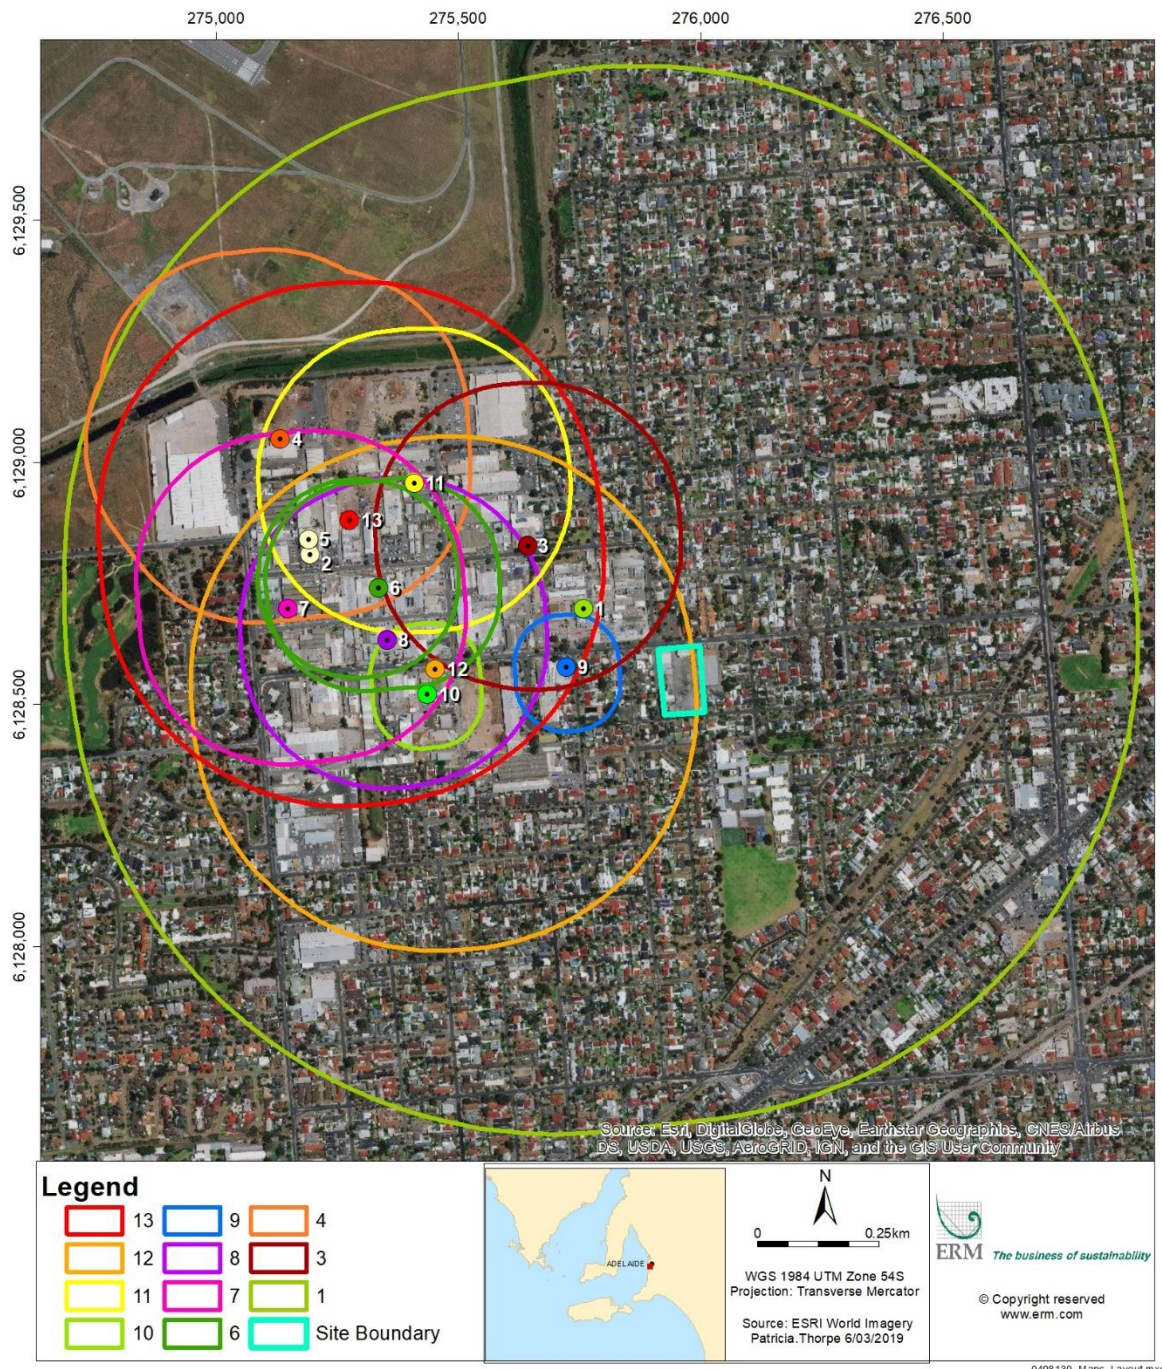 275,000 275,500 276,000 276,500
6,129,500
6,129,000
6,128,500
6,128,000
4
11
13
5
3
2
6
7
1
8
12
9
10
Source: Esri, DigitalGlobe, GeoEye, Earthstar Geographics, CNES/Airbus
DS, USDA, USGS, AeroGRID, IGN, and the GIS User Community
Legend
13 9 4
12 8 3
11 7 1
10 6 Site Boundary
ADELAIDE
N
0 0.25km
WGS 1984 UTM Zone 54S
Projection: Transverse Mercator
Source: ESRI World Imagery
Patricia.Thorpe 6/03/2019
ERM The business of sustainability
© Copyright reserved
www.erm.com